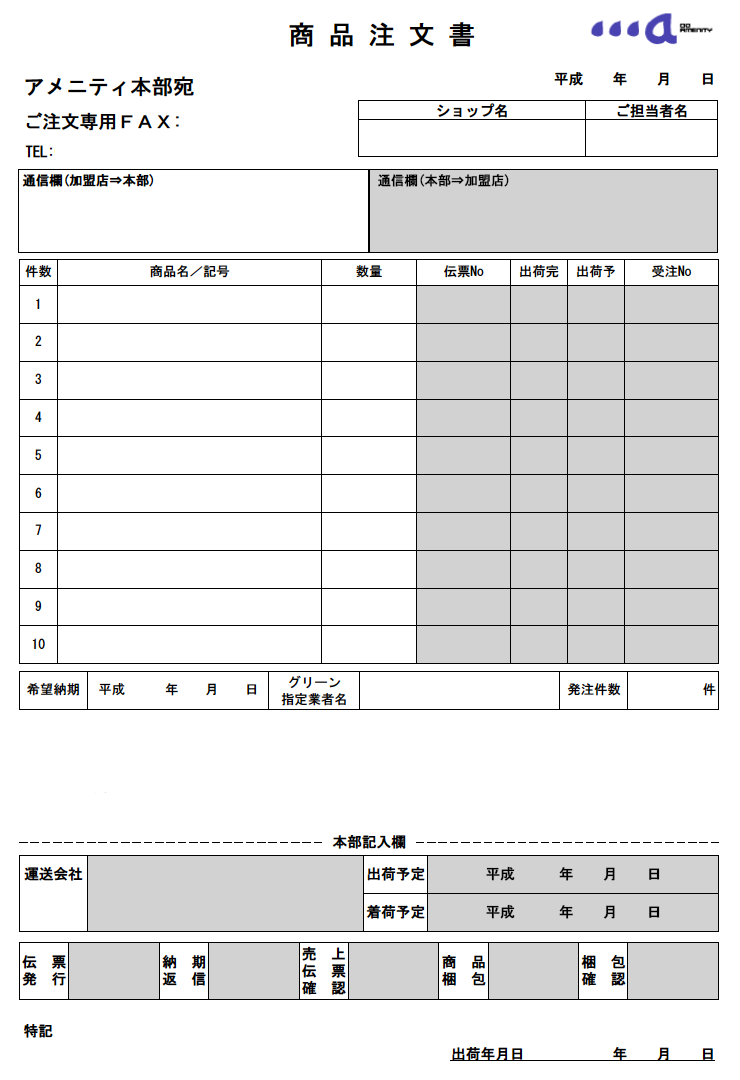 商品注文書
GO AMENITY
平成 年 月 日
アメニティ本部宛
ご注文専用FAX:
TEL:
ショップ名 ご担当者名
通信欄(加盟店⇒本部) 通信欄(本部⇒加盟店)
件数 商品名/記号 数量 伝票No 出荷完 出荷予 受注No
1
2
3
4
5
6
7
8
9
10
希望納期 平成 年 月 日 グリーン指定業者名 発注件数 件
本部記入欄
運送会社 出荷予定 平成 年 月 日
着荷予定 平成 年 月 日
伝票発行 納期返信 売上伝票確認 商品梱包 梱包確認
特記
出荷年月日 年 月 日